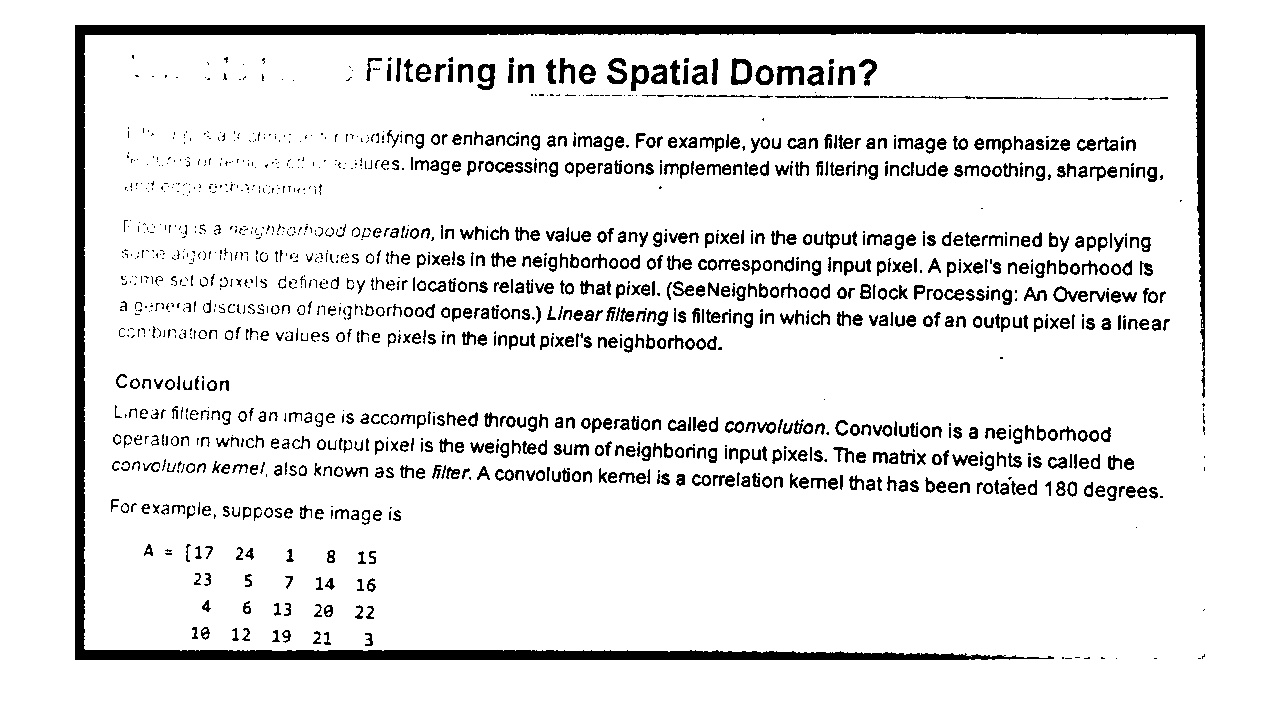 Filtering in the Spatial Domain?
modifying or enhancing an image. For example, you can filter an image to emphasize certain
features or remove other features. Image processing operations implemented with filtering include smoothing, sharpening,
and edge enhancement
Filtering is a neighborhood operation, in which the value of any given pixel in the output image is determined by applying
some algorithm to the values of the pixels in the neighborhood of the corresponding input pixel. A pixel's neighborhood is
some set of pixels, defined by their locations relative to that pixel. (SeeNeighborhood or Block Processing: An Overview for
a general discussion of neighborhood operations.) Linear filtering is filtering in which the value of an output pixel is a linear
combination of the values of the pixels in the input pixel's neighborhood.
Convolution
Linear filtering of an image is accomplished through an operation called convolution. Convolution is a neighborhood
operation in which each output pixel is the weighted sum of neighboring input pixels. The matrix of weights is called the
convolution kernel, also known as the filter. A convolution kernel is a correlation kernel that has been rotated 180 degrees.
For example, suppose the image is
A = [17 24 1 8 15
23 5 7 14 16
4 6 13 20 22
10 12 19 21 3